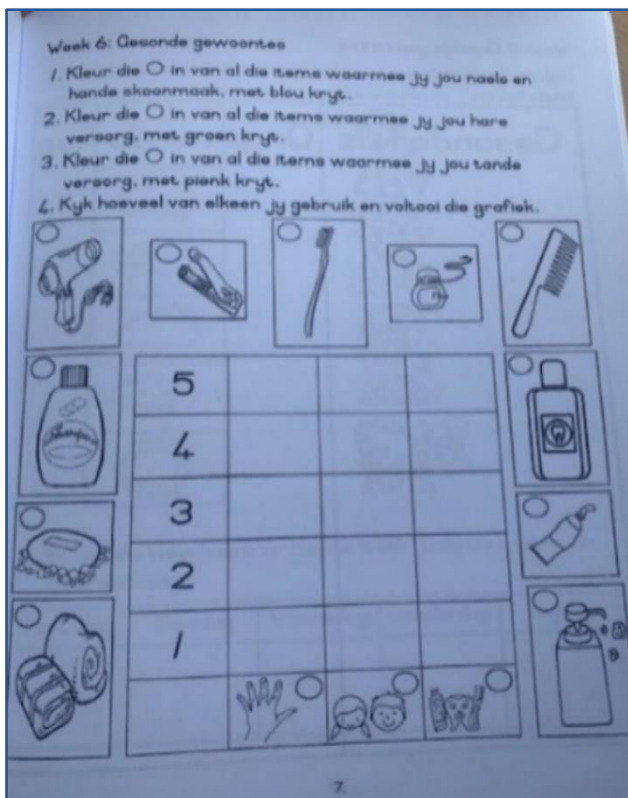 Week 6: Gesonde gewoontes
1. Kleur die O in van al die items waarmee jy jou naels en
hande skoonmaak, met blou kryt.
2. Kleur die O in van al die items waarmee jy jou hare
versorg, met groen kryt.
3. Kleur die O in van al die items waarmee jy jou tande
versorg, met pienk kryt.
4. Kyk hoeveel van elkeen jy gebruik en voltooi die grafiek.
5
4
Shampoo
3
2
1
7.